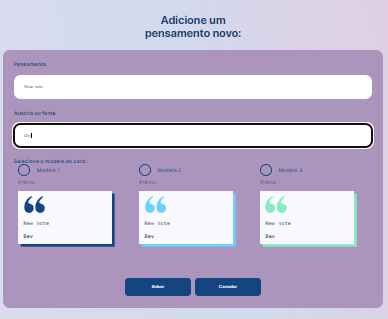 Adicione um
pensamento novo:
Pensamento
New note
Autoria ou fonte
Dev
Selecione o modelo de card:
Modelo 1
Modelo 2
Modelo 3
Prévia:
Prévia:
Prévia:
New note
New note
New note
Dev
Dev
Dev
Salvar
Cancelar